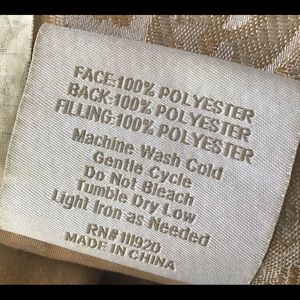 FACE:100% POLYESTER
BACK:100% POLYESTER
FILLING:100% POLYESTER
Machine Wash Cold
Gentle Cycle
Do Not Bleach
Tumble Dry Low
Light Iron as Needed
RN# 111920
MADE IN CHINA